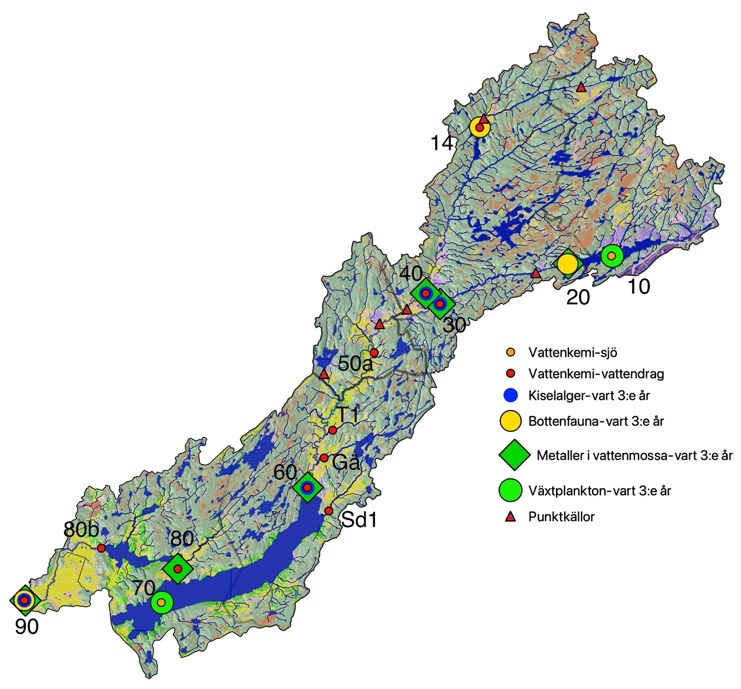 14
40
30
20
10
50a
T1
Gä
60
Sd1
80b
80
70
90
Vattenkemi-sjö
Vattenkemi-vattendrag
Kiselalger-vart 3:e år
Bottenfauna-vart 3:e år
Metaller i vattenmossa-vart 3:e år
Växtplankton-vart 3:e år
Punktkällor